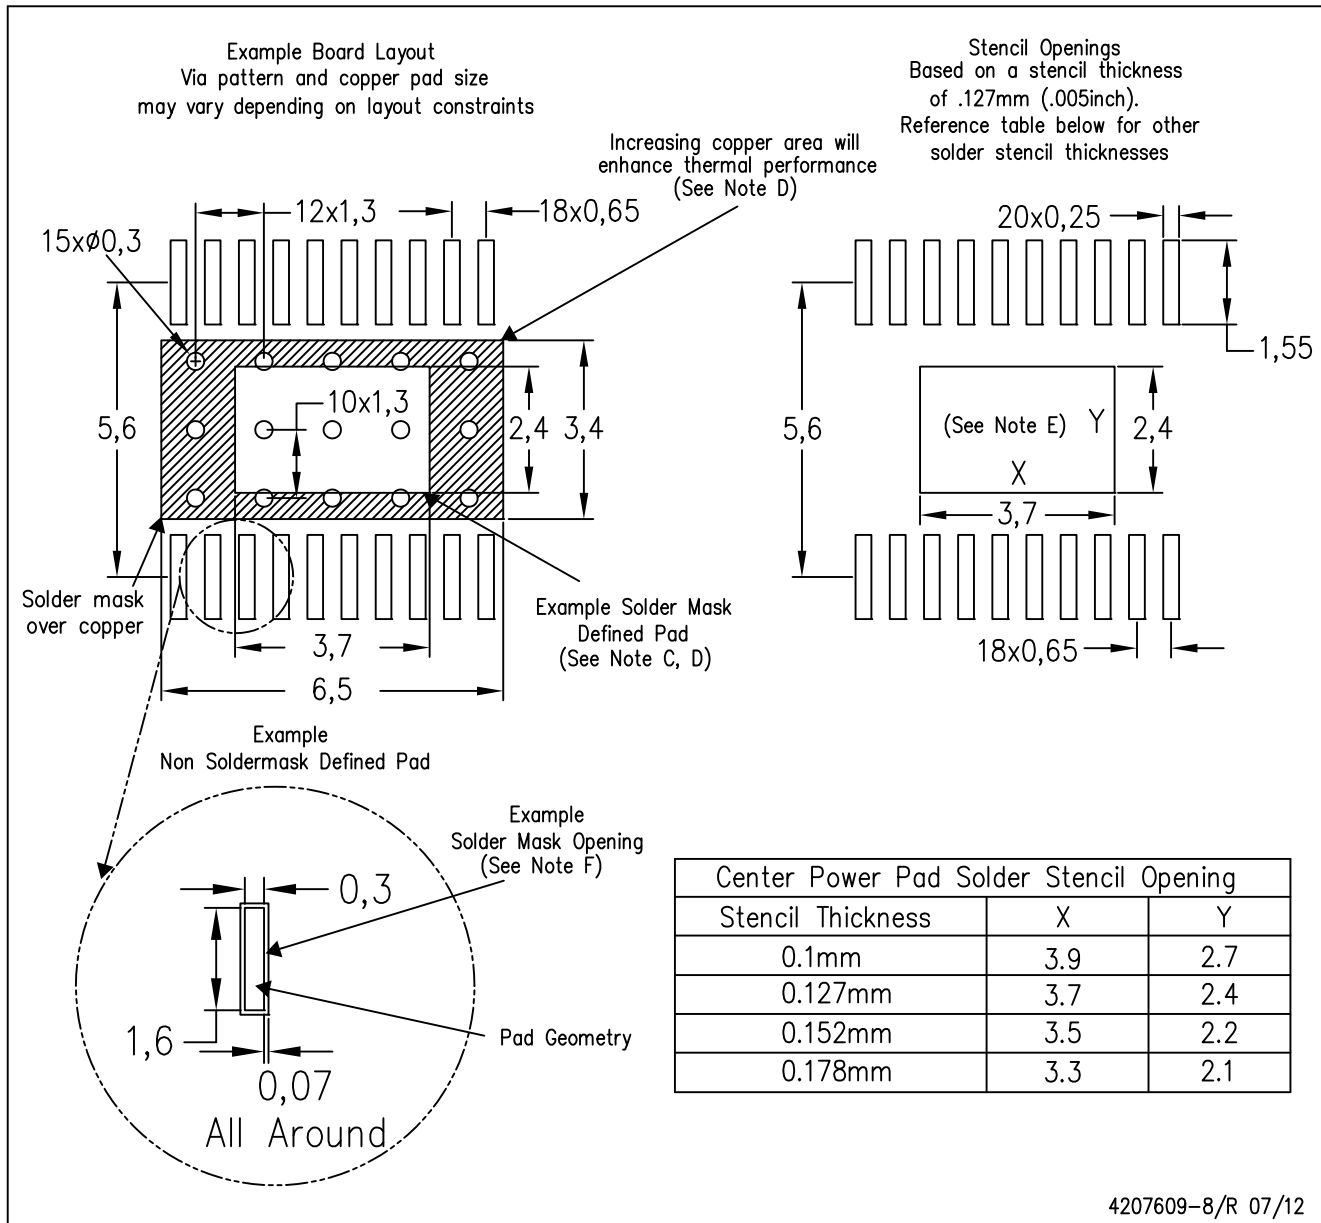 Example Board Layout
Via pattern and copper pad size
may vary depending on layout constraints
Stencil Openings
Based on a stencil thickness
of .127mm (.005inch).
Reference table below for other
solder stencil thicknesses
Increasing copper area will
enhance thermal performance
(See Note D)
12x1,3
18x0,65
15xø0,3
5,6
10x1,3
2,4
3,4
Solder mask
over copper
3,7
6,5
Example Solder Mask
Defined Pad
(See Note C, D)
20x0,25
1,55
5,6
(See Note E)
Y
X
2,4
3,7
18x0,65
Example
Non Soldermask Defined Pad
Example
Solder Mask Opening
(See Note F)
0,3
1,6
Pad Geometry
0,07
All Around
Center Power Pad Solder Stencil Opening
Stencil Thickness X Y
0.1mm 3.9 2.7
0.127mm 3.7 2.4
0.152mm 3.5 2.2
0.178mm 3.3 2.1
4207609-8/R 07/12